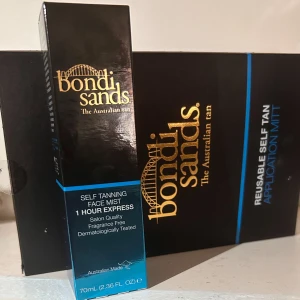 bondi
sands
The Australian tan
SELF TANNING
FACE MIST
1 HOUR EXPRESS
Salon Quality
Fragrance Free
Dermatologically Tested
Australian Made
70mL (2.36 FL. OZ.) e
bondi
sands.
The Australian tan
REUSABLE SELF TAN
APPLICATION MITT